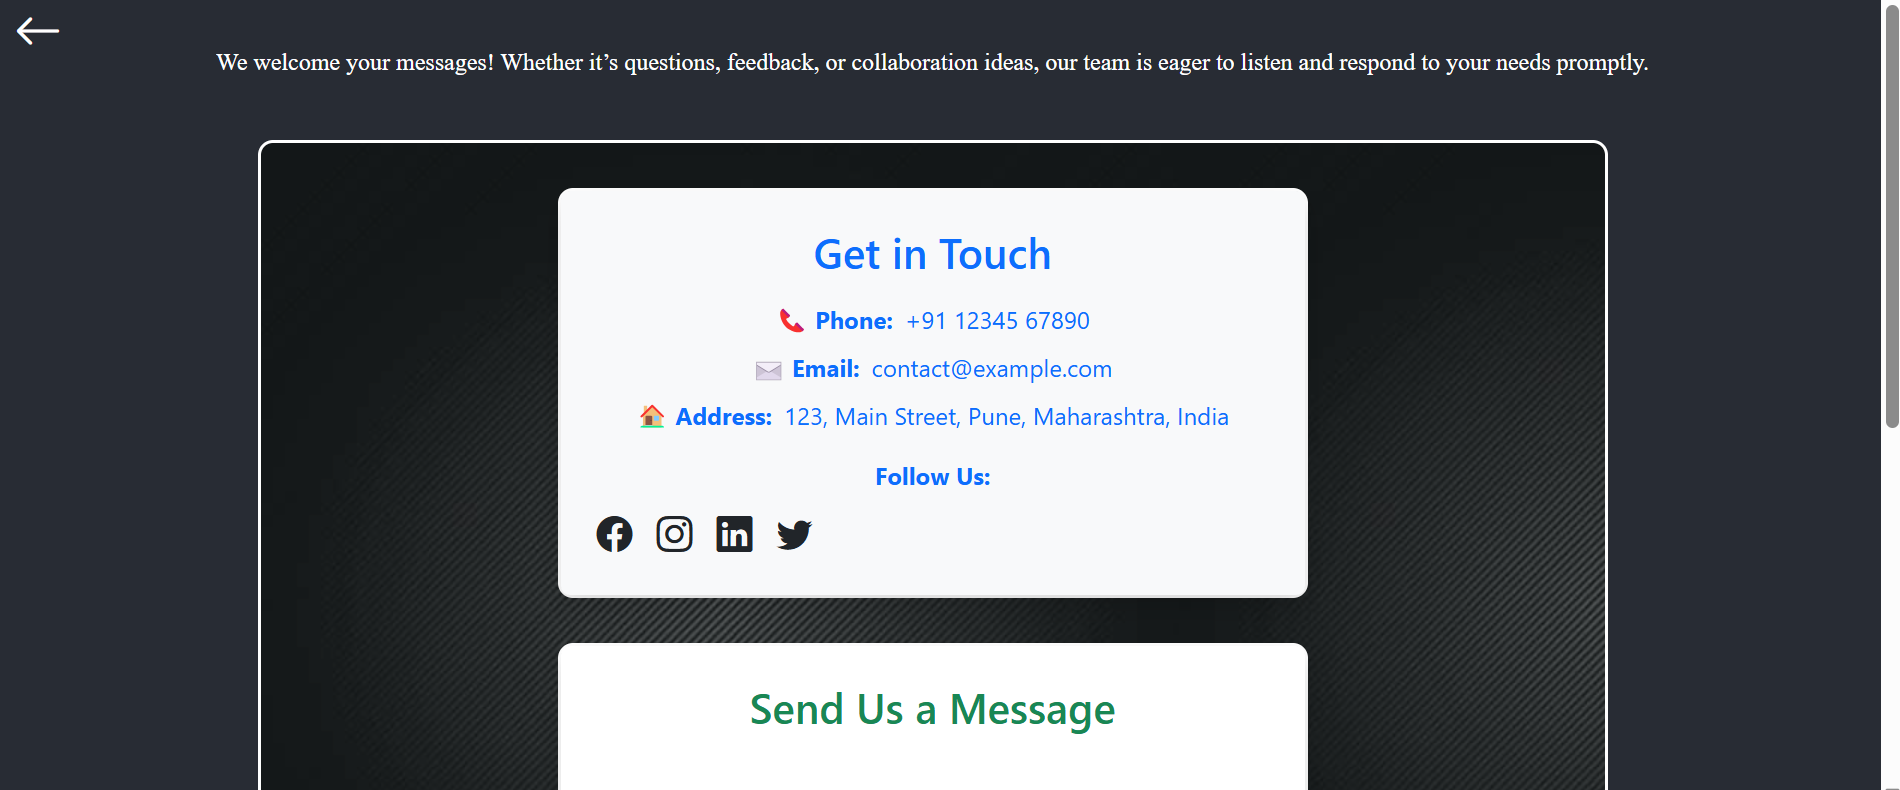 We welcome your messages! Whether it’s questions, feedback, or collaboration ideas, our team is eager to listen and respond to your needs promptly.
Get in Touch
Phone: +91 12345 67890
Email: contact@example.com
Address: 123, Main Street, Pune, Maharashtra, India
Follow Us:
Send Us a Message